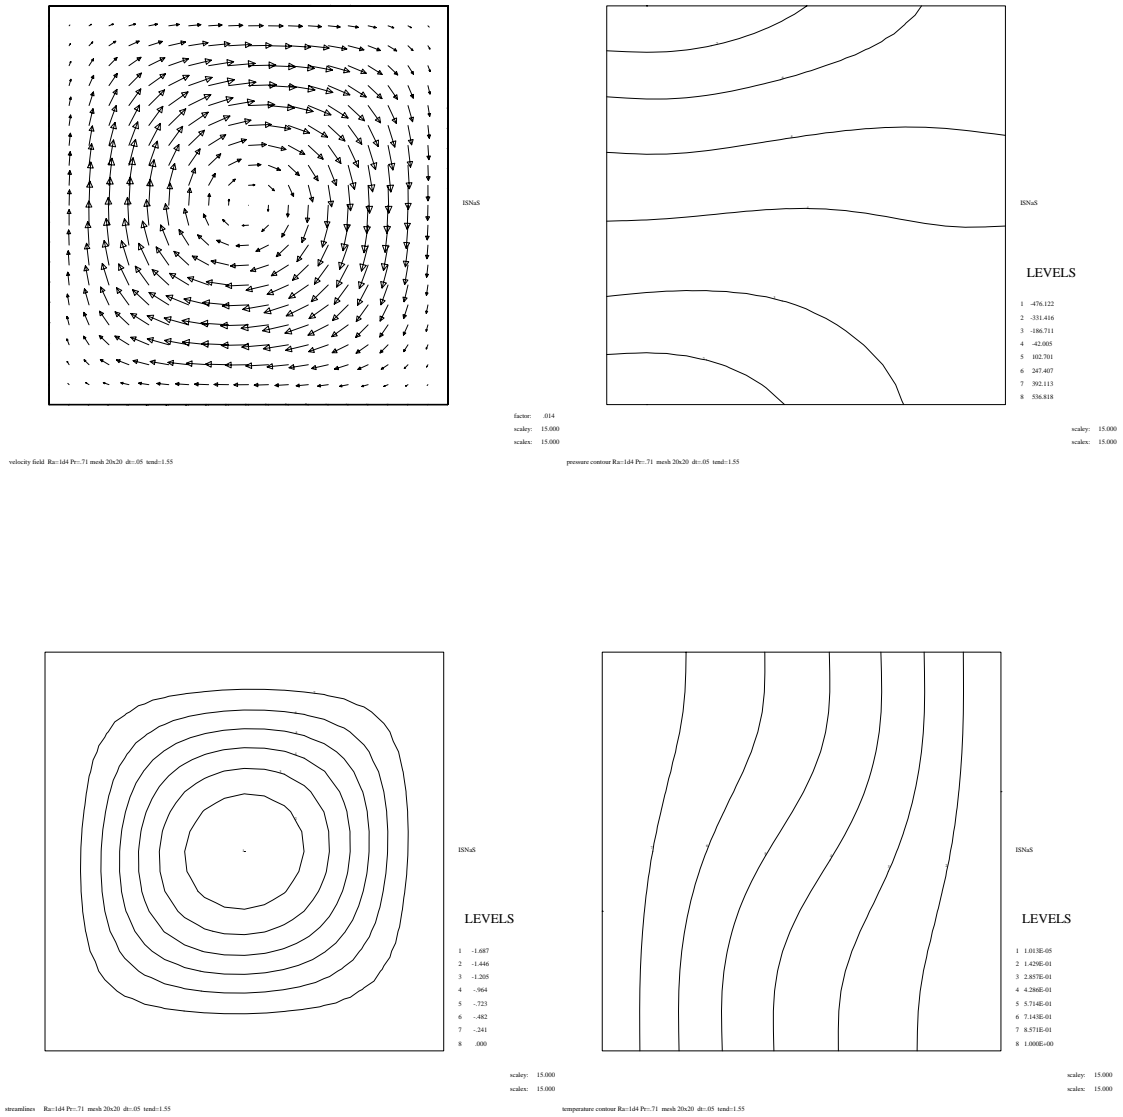 ISNaS
factor: .014
scaley: 15.000
scalex: 15.000
velocity field Ra=1d4 Pr=.71 mesh 20x20 dt=.05 tend=1.55
ISNaS
LEVELS
1 -476.122
2 -331.416
3 -186.711
4 -42.005
5 102.701
6 247.407
7 392.113
8 536.818
scaley: 15.000
scalex: 15.000
pressure contour Ra=1d4 Pr=.71 mesh 20x20 dt=.05 tend=1.55
ISNaS
LEVELS
1 -1.687
2 -1.446
3 -1.205
4 -.964
5 -.723
6 -.482
7 -.241
8 .000
scaley: 15.000
scalex: 15.000
streamlines Ra=1d4 Pr=.71 mesh 20x20 dt=.05 tend=1.55
ISNaS
LEVELS
1 1.013E-05
2 1.429E-01
3 2.857E-01
4 4.286E-01
5 5.714E-01
6 7.143E-01
7 8.571E-01
8 1.000E+00
scaley: 15.000
scalex: 15.000
temperature contour Ra=1d4 Pr=.71 mesh 20x20 dt=.05 tend=1.55